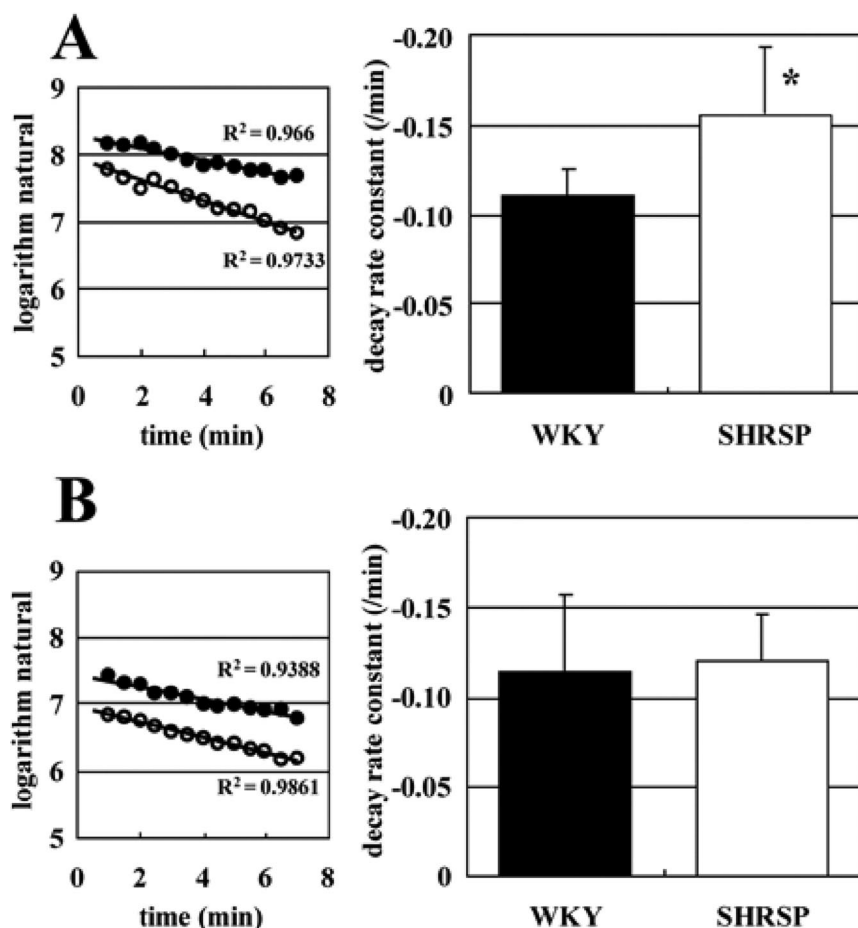 A
9
8
7
6
5
logarithm natural
R² = 0.966
R² = 0.9733
0 2 4 6 8
time (min)
-0.20
-0.15
-0.10
-0.05
0
decay rate constant (/min)
*
WKY SHRSP
B
9
8
7
6
5
logarithm natural
R² = 0.9388
R² = 0.9861
0 2 4 6 8
time (min)
-0.20
-0.15
-0.10
-0.05
0
decay rate constant (/min)
WKY SHRSP